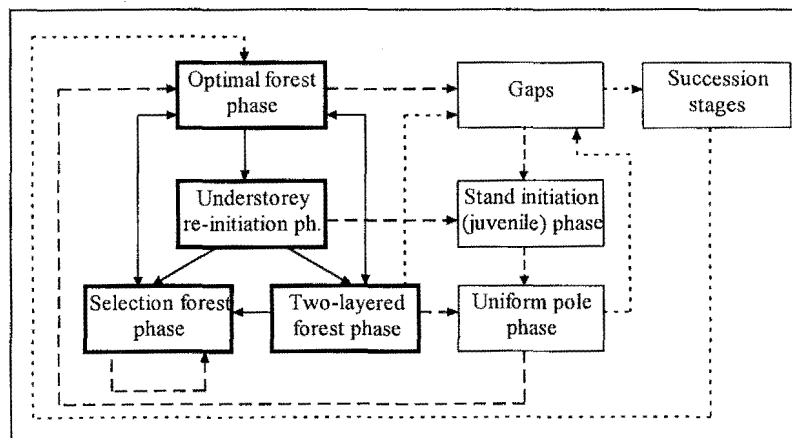 Optimal forest
phase
Gaps
Succession
stages
Understorey
re-initiation ph.
Stand initiation
(juvenile) phase
Selection forest
phase
Two-layered
forest phase
Uniform pole
phase